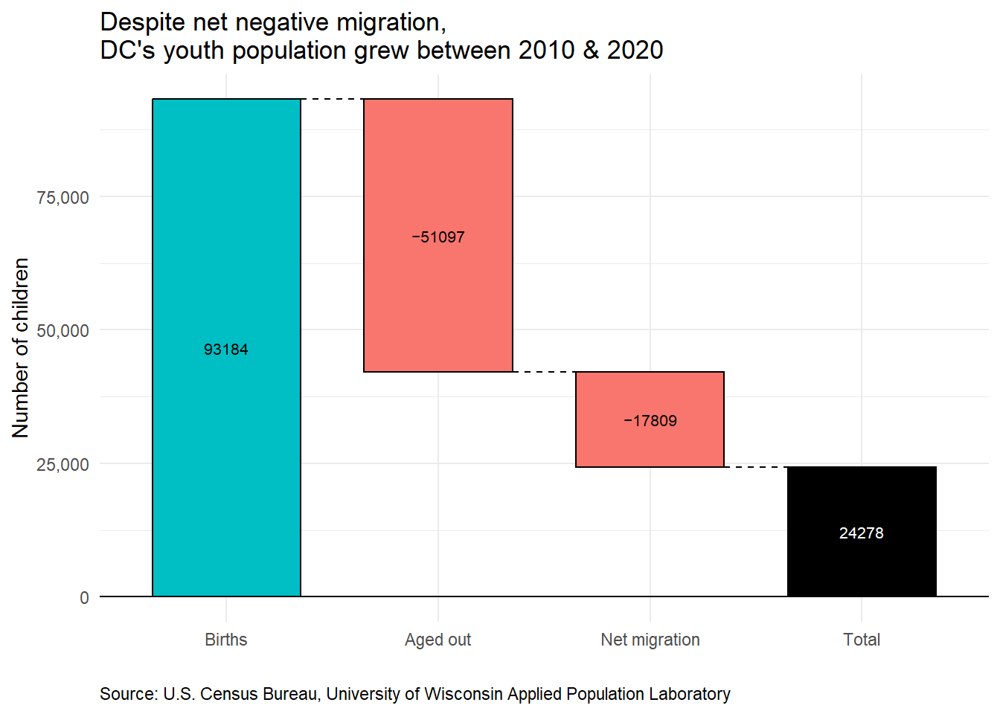 Despite net negative migration,
DC's youth population grew between 2010 & 2020
Number of children
75,000
50,000
25,000
0
93184
−51097
−17809
24278
Births
Aged out
Net migration
Total
Source: U.S. Census Bureau, University of Wisconsin Applied Population Laboratory